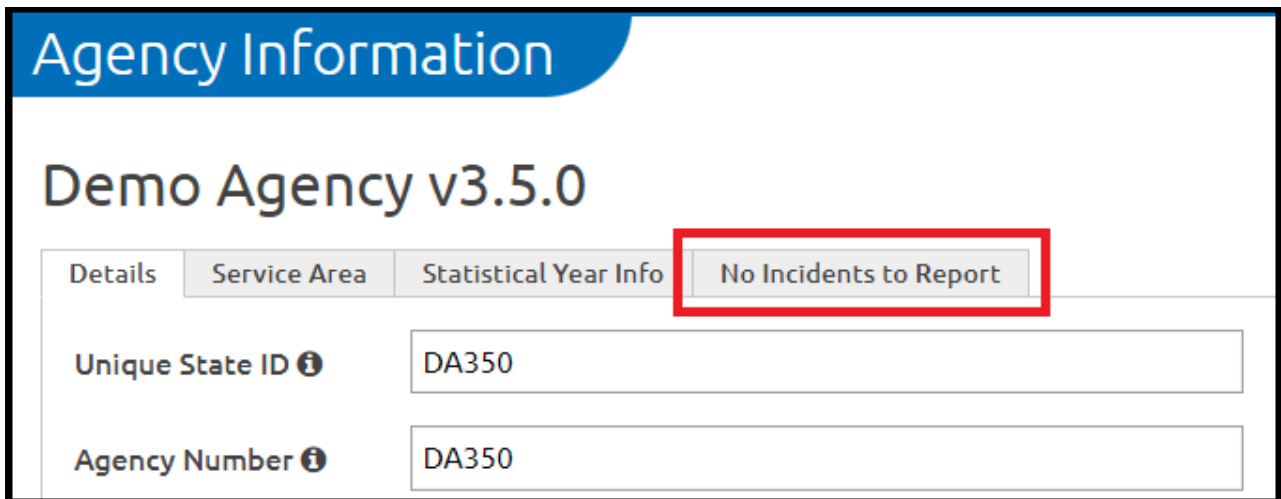 Agency Information
Demo Agency v3.5.0
Details Service Area Statistical Year Info No Incidents to Report
Unique State ID DA350
Agency Number DA350